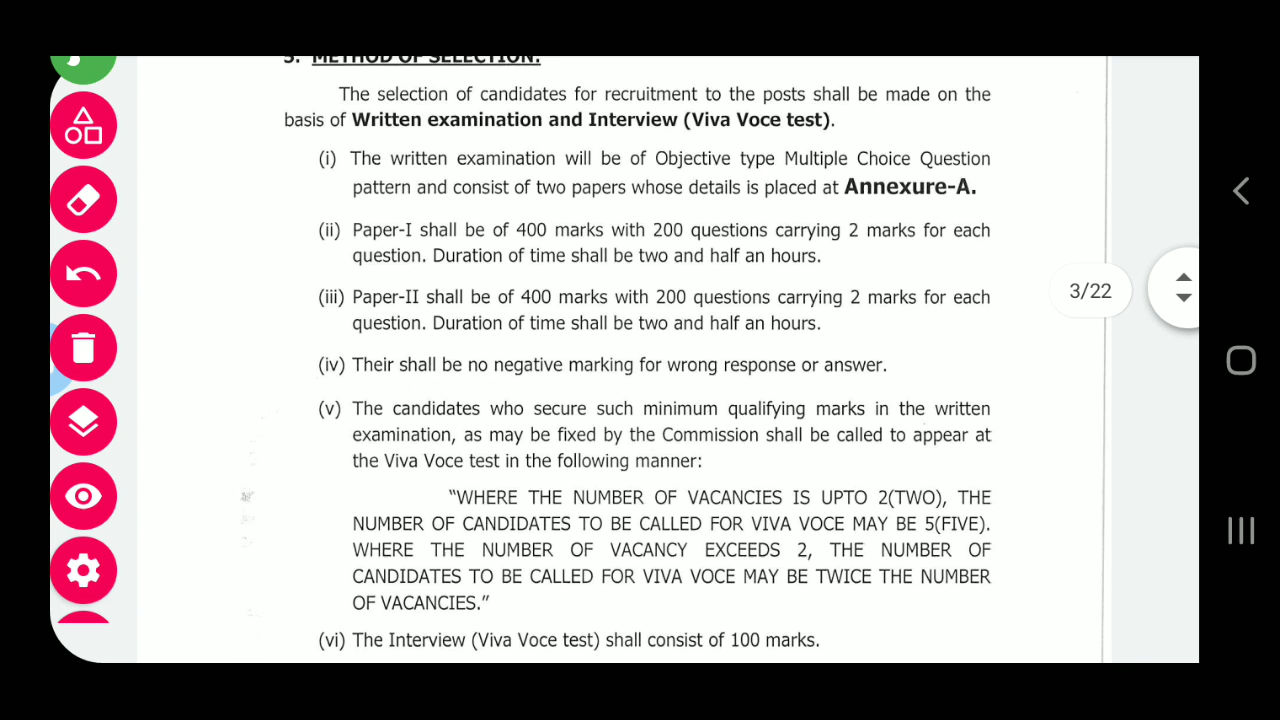 5. METHOD OF SELECTION:
The selection of candidates for recruitment to the posts shall be made on the
basis of Written examination and Interview (Viva Voce test).
(i) The written examination will be of Objective type Multiple Choice Question
pattern and consist of two papers whose details is placed at Annexure-A.
(ii) Paper-I shall be of 400 marks with 200 questions carrying 2 marks for each
question. Duration of time shall be two and half an hours.
(iii) Paper-II shall be of 400 marks with 200 questions carrying 2 marks for each
question. Duration of time shall be two and half an hours.
(iv) Their shall be no negative marking for wrong response or answer.
(v) The candidates who secure such minimum qualifying marks in the written
examination, as may be fixed by the Commission shall be called to appear at
the Viva Voce test in the following manner:
“WHERE THE NUMBER OF VACANCIES IS UPTO 2(TWO), THE
NUMBER OF CANDIDATES TO BE CALLED FOR VIVA VOCE MAY BE 5(FIVE).
WHERE THE NUMBER OF VACANCY EXCEEDS 2, THE NUMBER OF
CANDIDATES TO BE CALLED FOR VIVA VOCE MAY BE TWICE THE NUMBER
OF VACANCIES.”
(vi) The Interview (Viva Voce test) shall consist of 100 marks.
3/22